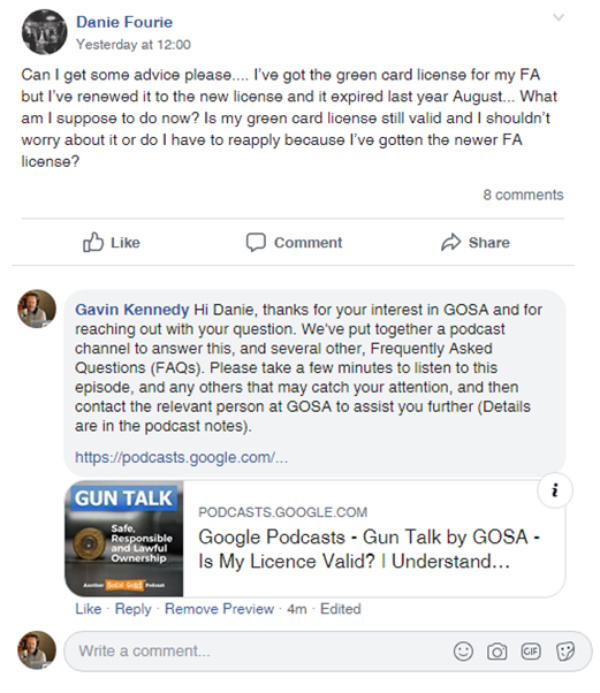 Danie Fourie
Yesterday at 12:00
Can I get some advice please.... I've got the green card license for my FA
but I've renewed it to the new license and it expired last year August... What
am I suppose to do now? Is my green card license still valid and I shouldn't
worry about it or do I have to reapply because I've gotten the newer FA
license?
8 comments
Like
Comment
Share
Gavin Kennedy Hi Danie, thanks for your interest in GOSA and for
reaching out with your question. We've put together a podcast
channel to answer this, and several other, Frequently Asked
Questions (FAQs). Please take a few minutes to listen to this
episode, and any others that may catch your attention, and then
contact the relevant person at GOSA to assist you further (Details
are in the podcast notes).
https://podcasts.google.com/...
i
GUN TALK
Safe,
Responsible
and Lawful
Ownership
Another Solid Gold Podcast
PODCASTS.GOOGLE.COM
Google Podcasts - Gun Talk by GOSA -
Is My Licence Valid? | Understand...
Like · Reply · Remove Preview · 4m · Edited
Write a comment...
GIF